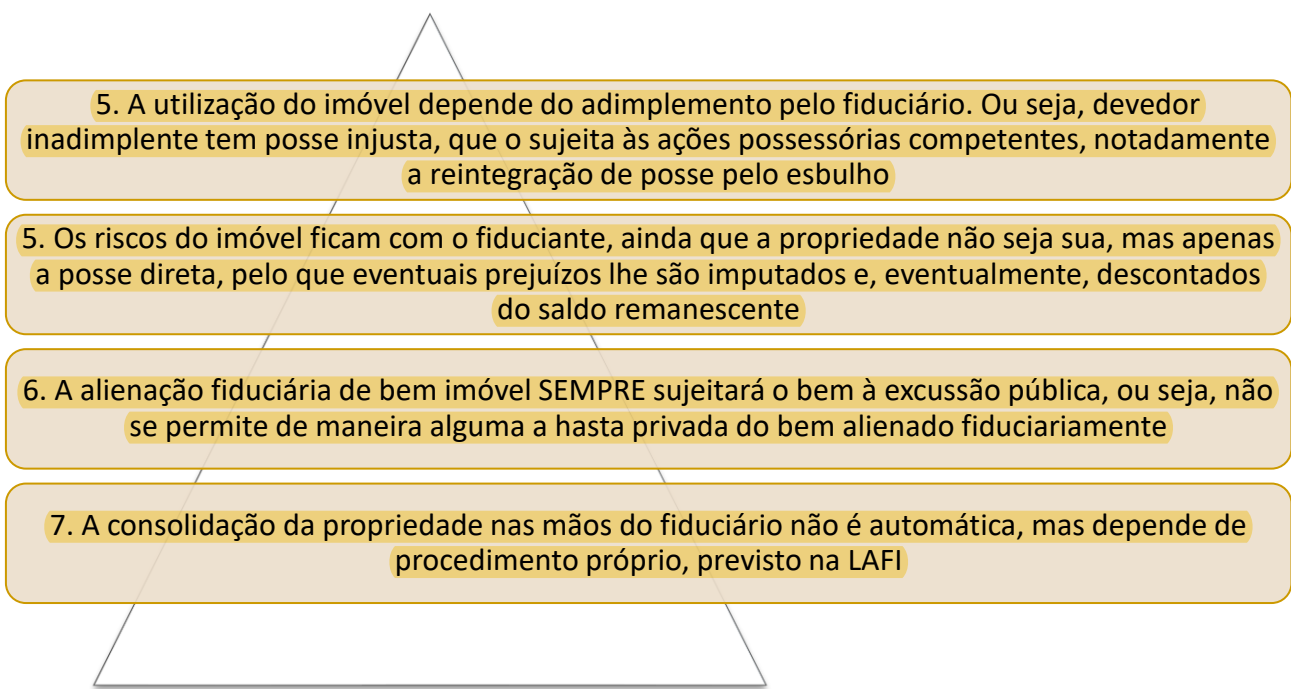 5. A utilização do imóvel depende do adimplemento pelo fiduciário. Ou seja, devedor
inadimplente tem posse injusta, que o sujeita às ações possessórias competentes, notadamente
a reintegração de posse pelo esbulho
5. Os riscos do imóvel ficam com o fiduciante, ainda que a propriedade não seja sua, mas apenas
a posse direta, pelo que eventuais prejuízos lhe são imputados e, eventualmente, descontados
do saldo remanescente
6. A alienação fiduciária de bem imóvel SEMPRE sujeitará o bem à excussão pública, ou seja, não
se permite de maneira alguma a hasta privada do bem alienado fiduciariamente
7. A consolidação da propriedade nas mãos do fiduciário não é automática, mas depende de
procedimento próprio, previsto na LAFI